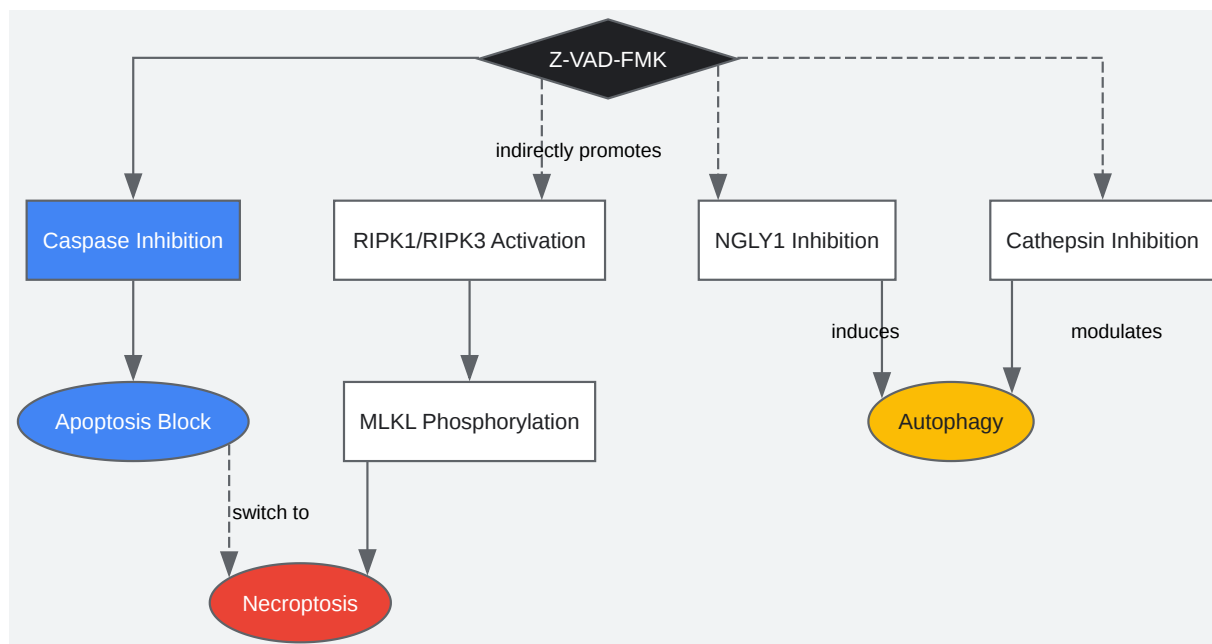 Z-VAD-FMK
indirectly promotes
Caspase Inhibition
RIPK1/RIPK3 Activation
NGLY1 Inhibition
Cathepsin Inhibition
induces
modulates
Apoptosis Block
MLKL Phosphorylation
Autophagy
switch to
Necroptosis